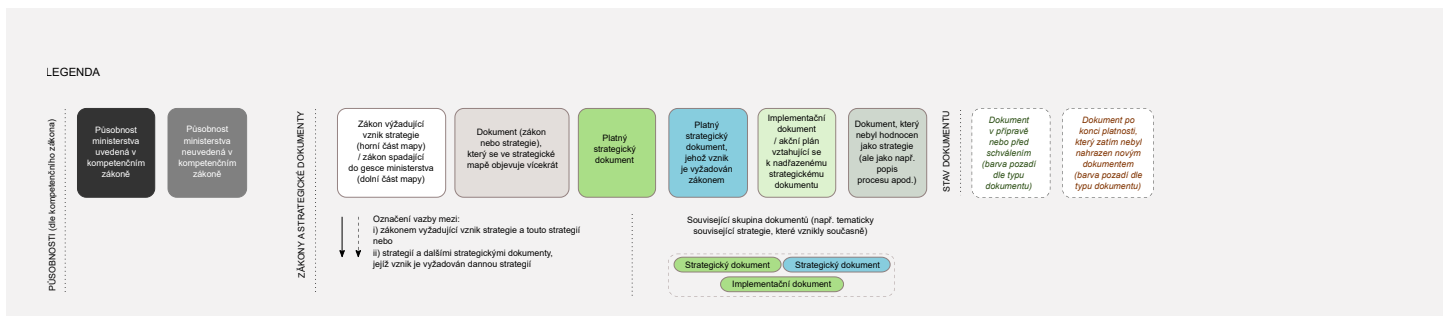 LEGENDA
PŮSOBNOSTI (dle kompetenčního zákona)
Působnost
ministerstva
uvedená v
kompetenčním
zákoně
Působnost
ministerstva
neuvedená v
kompetenčním
zákoně
ZÁKONY A STRATEGICKÉ DOKUMENTY
Zákon výžadující
vznik strategie
(horní část mapy)
/ zákon spadající
do gesce ministerstva
(dolní část mapy)
Dokument (zákon
nebo strategie),
který se ve strategické
mapě objevuje vícekrát
Platný
strategický
dokument
Platný
strategický
dokument,
jehož vznik
je vyžadován
zákonem
Implementační
dokument
/ akční plán
vztahující se
k nadřazenému
strategickému
dokumentu
Dokument, který
nebyl hodnocen
jako strategie
(ale jako např.
popis
procesu apod.)
STAV DOKUMENTU
Dokument
v přípravě
nebo před
schválením
(barva pozadí
dle typu
dokumentu)
Dokument po
konci platnosti,
který zatím nebyl
nahrazen novým
dokumentem
(barva pozadí dle
typu dokumentu)
Označení vazby mezi:
i) zákonem vyžadující vznik strategie a touto strategií
nebo
ii) strategií a dalšími strategickými dokumenty,
jejíž vznik je vyžadován dannou strategií
Související skupina dokumentů (např. tematicky
související strategie, které vznikly současně)
Strategický dokument
Strategický dokument
Implementační dokument